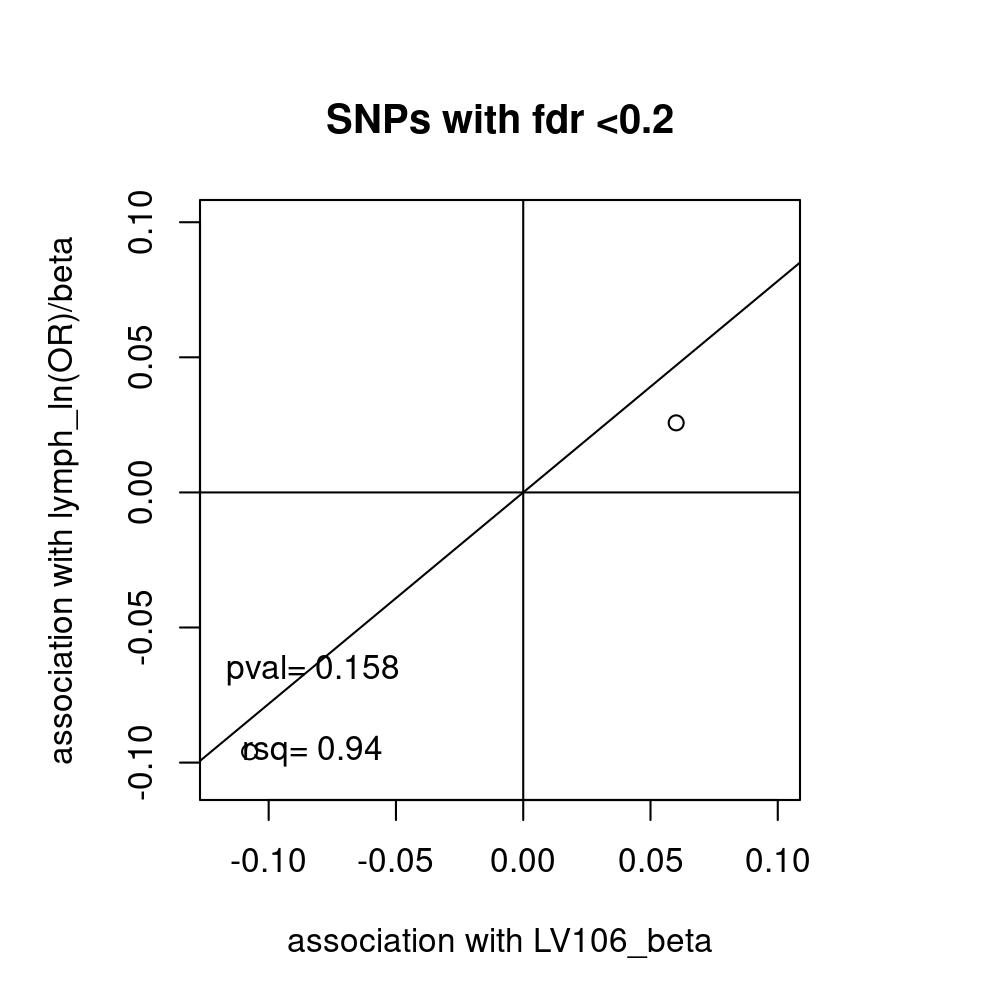 SNPs with fdr <0.2
association with lymph_ln(OR)/beta
0.10
0.05
0.00
-0.05
-0.10
pval= 0.158
rsq= 0.94
-0.10 -0.05 0.00 0.05 0.10
association with LV106_beta